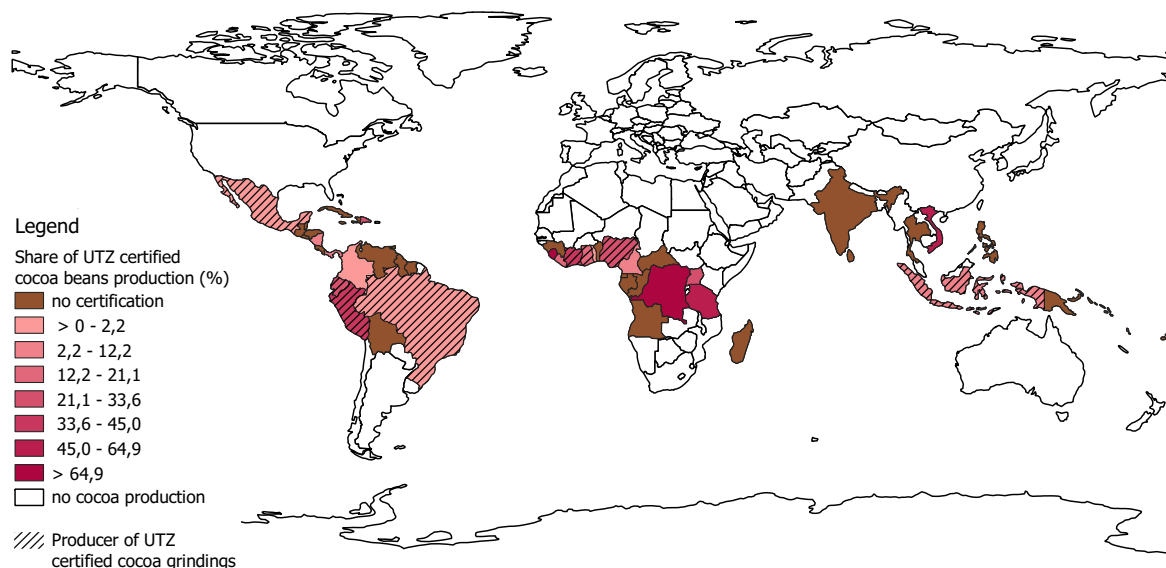 Legend
Share of UTZ certified
cocoa beans production (%)
no certification
> 0 - 2,2
2,2 - 12,2
12,2 - 21,1
21,1 - 33,6
33,6 - 45,0
45,0 - 64,9
> 64,9
no cocoa production
Producer of UTZ
certified cocoa grindings